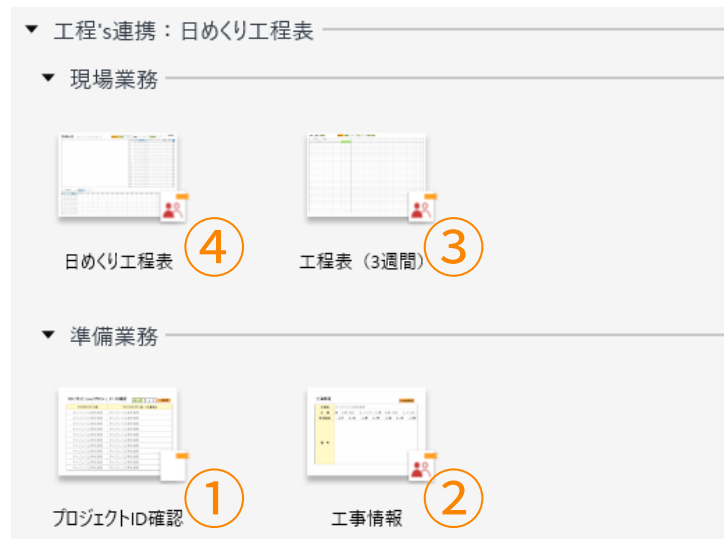 工程's連携：日めくり工程表
現場業務
日めくり工程表 ④
工程表（3週間） ③
準備業務
プロジェクトID確認 ①
工事情報 ②